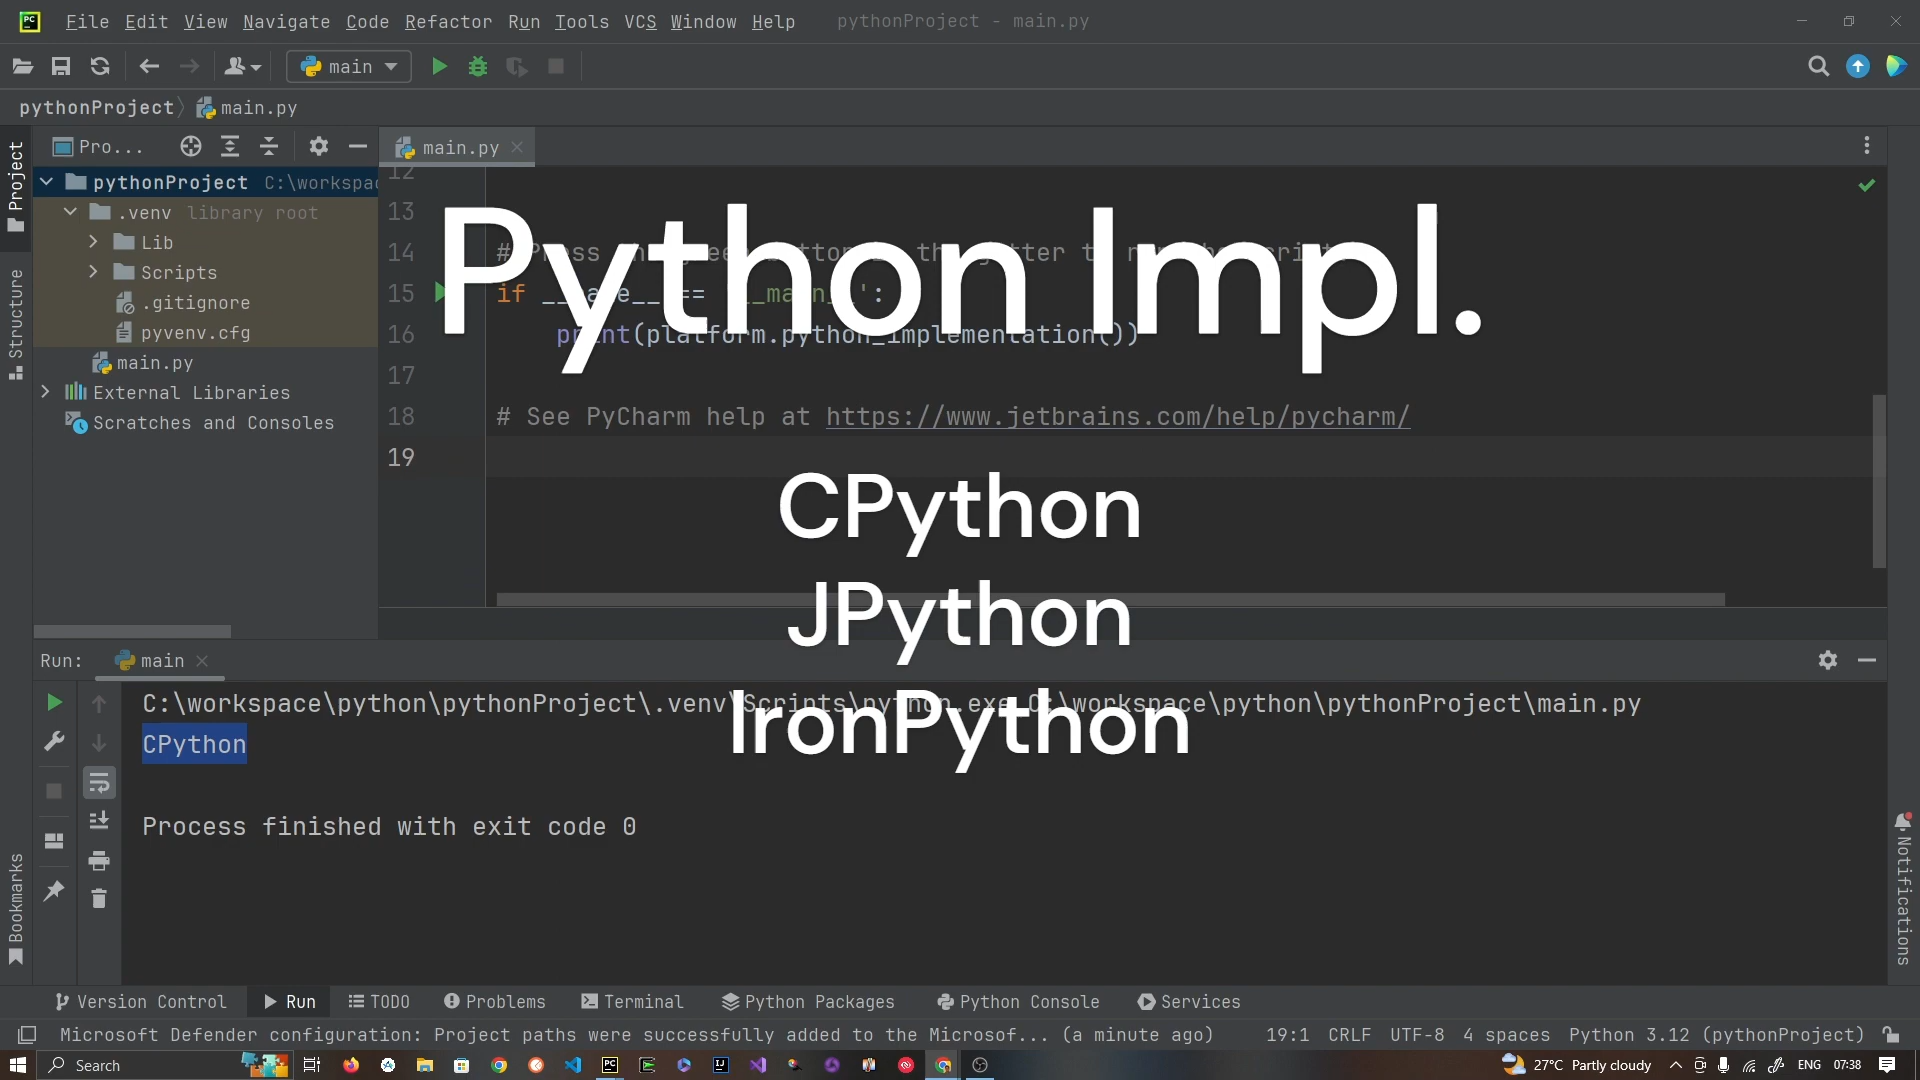 File Edit View Navigate Code Refactor Run Tools VCS Window Help pythonProject - main.py
main
pythonProject main.py
Pro...
main.py
Project
Structure
Bookmarks
Notifications
pythonProject
.venv library root
Lib
Scripts
.gitignore
pyvenv.cfg
main.py
External Libraries
Scratches and Consoles
12
13
14 #
15 if
16
17
18 # See PyCharm help at https://www.jetbrains.com/help/pycharm/
19
Python Impl.
CPython
JPython
IronPython
Run: main
C:\workspace\python\pythonProject\.venv\Scripts\python.exe C:\workspace\python\pythonProject\main.py
CPython
Process finished with exit code 0
Version Control Run TODO Problems Terminal Python Packages Python Console Services
Microsoft Defender configuration: Project paths were successfully added to the Microsof... (a minute ago) 19:1 CRLF UTF-8 4 spaces Python 3.12 (pythonProject)
Search 27°C Partly cloudy ENG 07:38